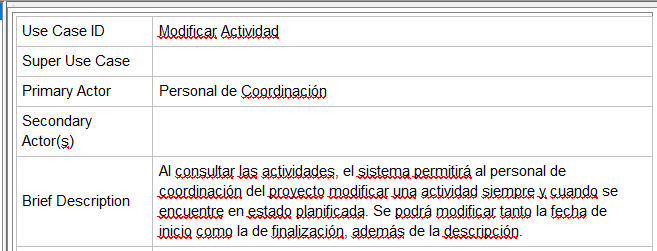 Use Case ID Modificar Actividad
Super Use Case
Primary Actor Personal de Coordinación
Secondary
Actor(s)
Brief Description
Al consultar las actividades, el sistema permitirá al personal de
coordinación del proyecto modificar una actividad siempre y cuando se
encuentre en estado planificada. Se podrá modificar tanto la fecha de
inicio como la de finalización, además de la descripción.